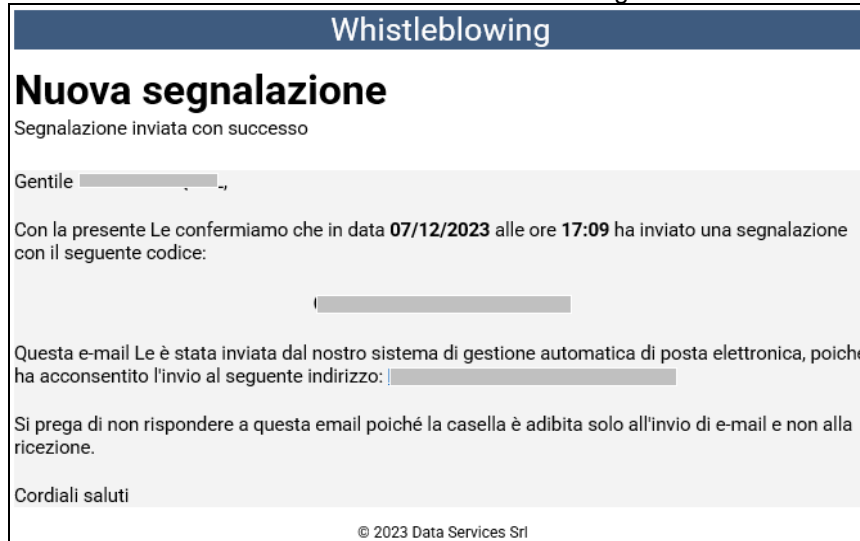 Whistleblowing
Nuova segnalazione
Segnalazione inviata con successo
Gentile
Con la presente Le confermiamo che in data 07/12/2023 alle ore 17:09 ha inviato una segnalazione
con il seguente codice:
Questa e-mail Le è stata inviata dal nostro sistema di gestione automatica di posta elettronica, poiché
ha acconsentito l'invio al seguente indirizzo:
Si prega di non rispondere a questa email poiché la casella è adibita solo all'invio di e-mail e non alla
ricezione.
Cordiali saluti
© 2023 Data Services Srl